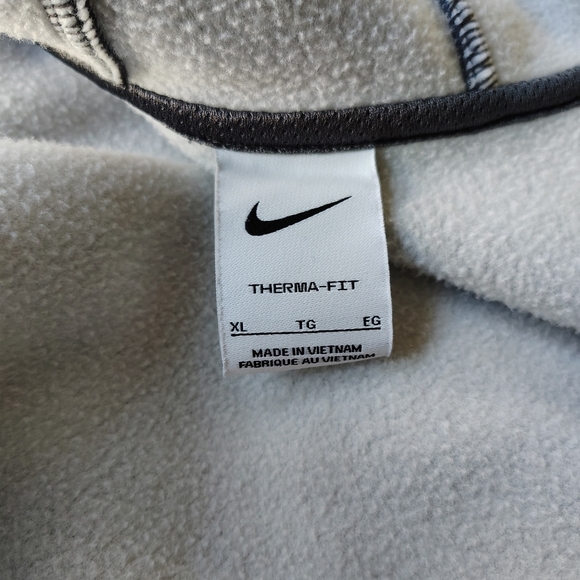 THERMA-FIT
XL TG EG
MADE IN VIETNAM
FABRIQUE AU VIETNAM